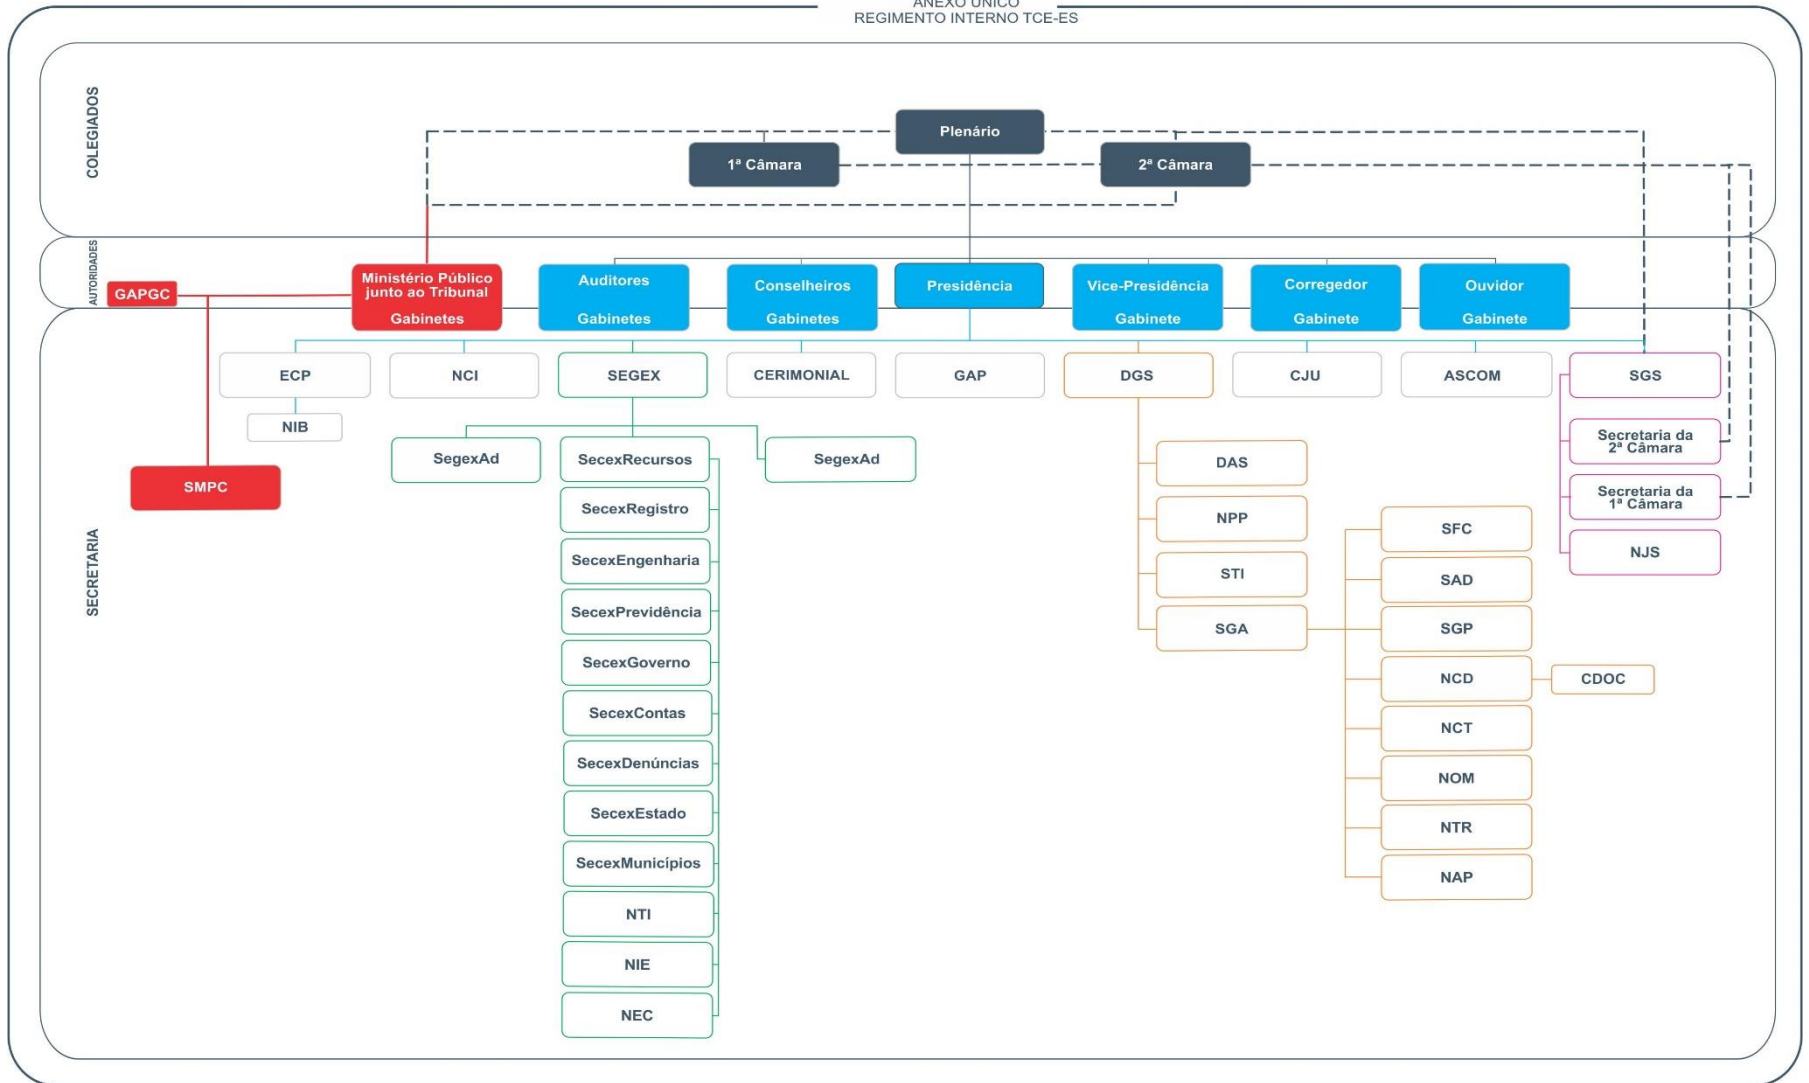 ANEXO ÚNICO
REGIMENTO INTERNO TCE-ES
COLEGIADOS
Plenário
1ª Câmara
2ª Câmara
AUTORIDADES
GAPGC
Ministério Público
junto ao Tribunal
Gabinetes
Auditores
Gabinetes
Conselheiros
Gabinetes
Presidência
Vice-Presidência
Gabinete
Corregedor
Gabinete
Ouvidor
Gabinete
SECRETARIA
ECP
NCI
SEGEX
CERIMONIAL
GAP
DGS
CJU
ASCOM
SGS
NIB
SMPC
SegexAd
SecexRecursos
SegexAd
SecexRegistro
SecexEngenharia
SecexPrevidência
SecexGoverno
SecexContas
SecexDenúncias
SecexEstado
SecexMunicípios
NTI
NIE
NEC
DAS
NPP
STI
SGA
SFC
SAD
SGP
NCD
CDOC
NCT
NOM
NTR
NAP
Secretaria da
2ª Câmara
Secretaria da
1ª Câmara
NJS